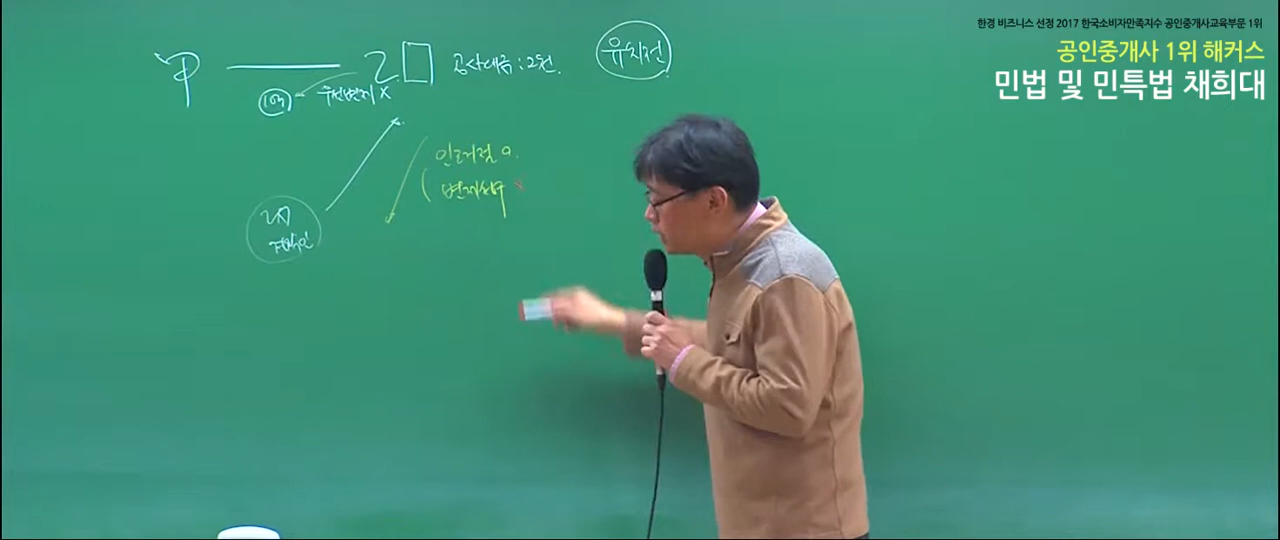 한경 비즈니스 선정 2017 한국소비자만족지수 공인중개사교육부문 1위
공인중개사 1위 해커스
민법 및 민특법 채희대
유치권
P 乙 공사대금 : 2천.
우선변제 X
인도거절 O.
변제의무 X